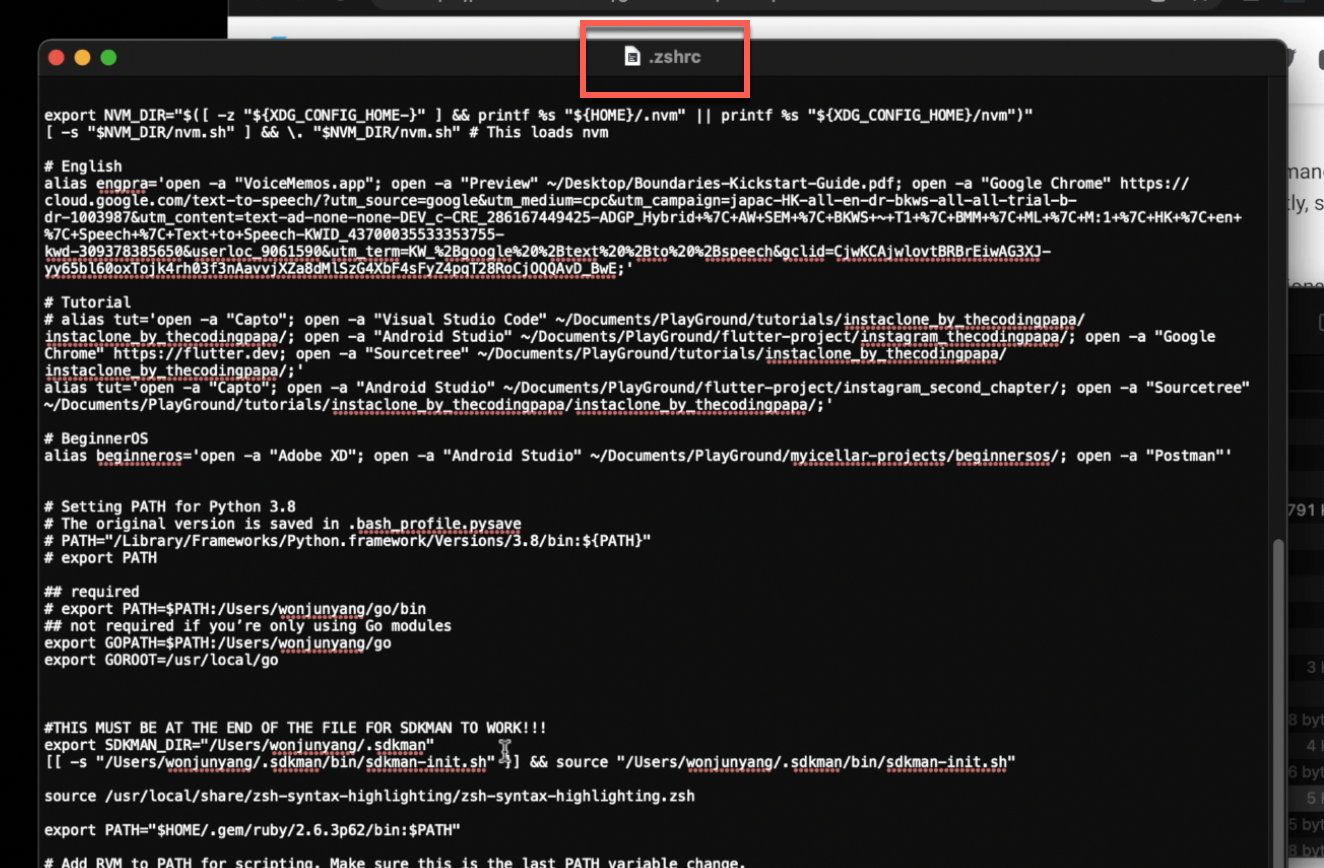 .zshrc
export NVM_DIR="$([ -z "${XDG_CONFIG_HOME-}" ] && printf %s "${HOME}/.nvm" || printf %s "${XDG_CONFIG_HOME}/nvm")"
[ -s "$NVM_DIR/nvm.sh" ] && \. "$NVM_DIR/nvm.sh" # This loads nvm
# English
alias engpra='open -a "VoiceMemos.app"; open -a "Preview" ~/Desktop/Boundaries-Kickstart-Guide.pdf; open -a "Google Chrome" https://
cloud.google.com/text-to-speech/?utm_source=google&utm_medium=cpc&utm_campaign=japac-HK-all-en-dr-bkws-all-all-trial-b-
dr-1003987&utm_content=text-ad-none-none-DEV_c-CRE_286167449425-ADGP_Hybrid+%7C+AW+SEM+%7C+BKWS+~+T1+%7C+BMM+%7C+ML+%7C+M:1+%7C+HK+%7C+en+
%7C+Speech+%7C+Text+to+Speech-KWID_43700035533353755-
kwd-309378385650&userloc_9061590&utm_term=KW_%2Bgoogle%20%2Btext%20%2Bto%20%2Bspeech&gclid=CjwKCAjwlovtBRBrEiwAG3XJ-
yy65bl60oxTojk4rh03f3nAavvjXZa8dMlSzG4XbF4sFyZ4pqT28RoCjOQQAvD_BwE;'
# Tutorial
# alias tut='open -a "Capto"; open -a "Visual Studio Code" ~/Documents/PlayGround/tutorials/instaclone_by_thecodingpapa/
instaclone_by_thecodingpapa/; open -a "Android Studio" ~/Documents/PlayGround/flutter-project/instagram_thecodingpapa/; open -a "Google
Chrome" https://flutter.dev; open -a "Sourcetree" ~/Documents/PlayGround/tutorials/instaclone_by_thecodingpapa/
instaclone_by_thecodingpapa/;'
alias tut='open -a "Capto"; open -a "Android Studio" ~/Documents/PlayGround/flutter-project/instagram_second_chapter/; open -a "Sourcetree"
~/Documents/PlayGround/tutorials/instaclone_by_thecodingpapa/instaclone_by_thecodingpapa/;'
# BeginnerOS
alias beginneros='open -a "Adobe XD"; open -a "Android Studio" ~/Documents/PlayGround/myicellar-projects/beginnersos/; open -a "Postman"'
# Setting PATH for Python 3.8
# The original version is saved in .bash_profile.pysave
# PATH="/Library/Frameworks/Python.framework/Versions/3.8/bin:${PATH}"
# export PATH
## required
# export PATH=$PATH:/Users/wonjunyang/go/bin
## not required if you’re only using Go modules
export GOPATH=$PATH:/Users/wonjunyang/go
export GOROOT=/usr/local/go
#THIS MUST BE AT THE END OF THE FILE FOR SDKMAN TO WORK!!!
export SDKMAN_DIR="/Users/wonjunyang/.sdkman"
[[ -s "/Users/wonjunyang/.sdkman/bin/sdkman-init.sh" ]] && source "/Users/wonjunyang/.sdkman/bin/sdkman-init.sh"
source /usr/local/share/zsh-syntax-highlighting/zsh-syntax-highlighting.zsh
export PATH="$HOME/.gem/ruby/2.6.3p62/bin:$PATH"
# Add RVM to PATH for scripting. Make sure this is the last PATH variable change.